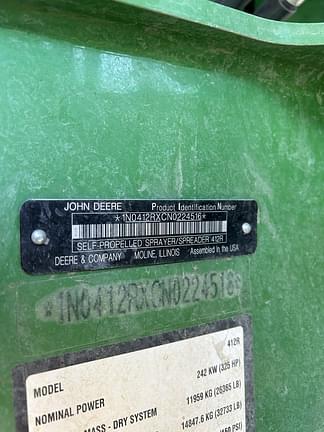 JOHN DEERE Product Identification Number
*1N0412RXCN0224516*
SELF-PROPELLED SPRAYER/SPREADER 412R
DEERE & COMPANY MOLINE, ILLINOIS Assembled in the USA
*1N0412RXCN0224516*
MODEL 412R
NOMINAL POWER 242 KW (325 HP)
MASS - DRY SYSTEM 11959 KG (26365 LB)
14847.6 KG (32733 LB)